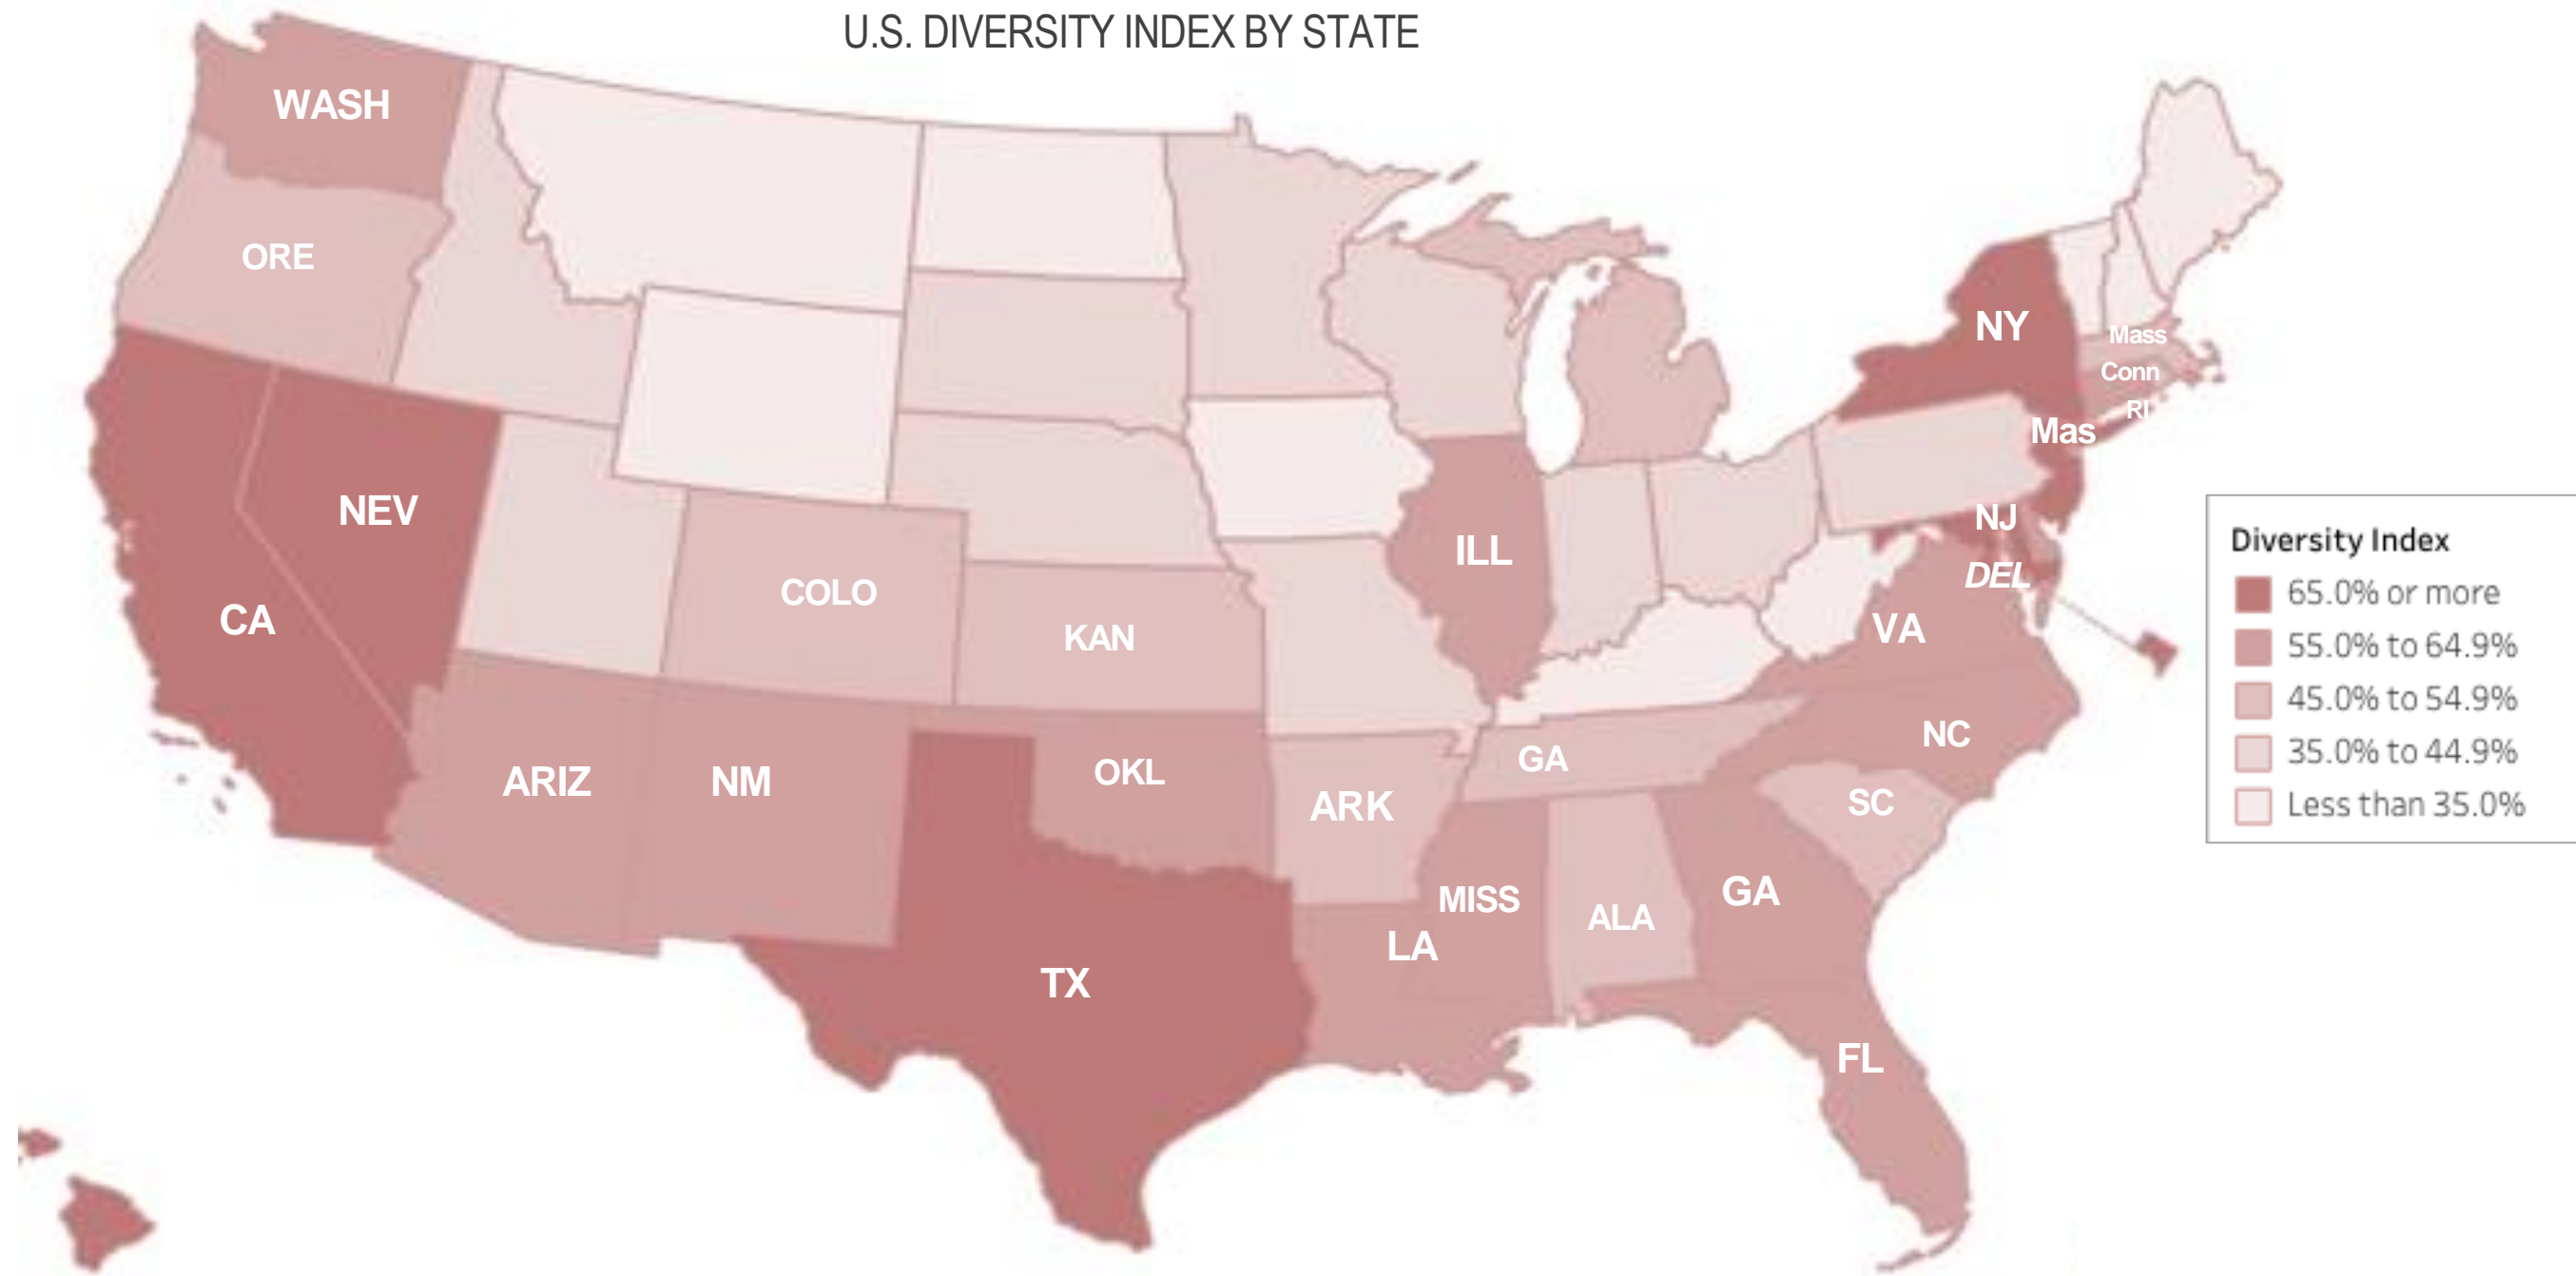 U.S. DIVERSITY INDEX BY STATE
WASH
ORE
NY
Mass
Conn
RI
Mas
NEV
NJ
ILL
DEL
COLO
CA
VA
KAN
NC
GA
OKL
ARIZ
NM
SC
ARK
GA
MISS
ALA
LA
TX
FL
Diversity Index
65.0% or more
55.0% to 64.9%
45.0% to 54.9%
35.0% to 44.9%
Less than 35.0%